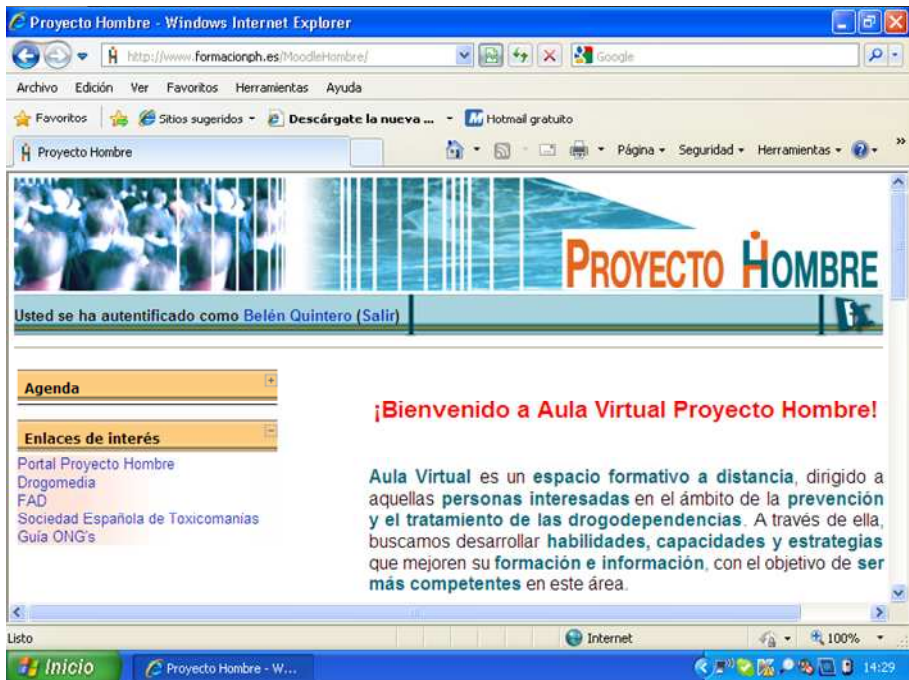 Proyecto Hombre - Windows Internet Explorer
http://www.formacionph.es/MoodleHombre/
Google
Archivo Edición Ver Favoritos Herramientas Ayuda
Favoritos Sitios sugeridos Descárgate la nueva ... Hotmail gratuito
Proyecto Hombre Página Seguridad Herramientas
PROYECTO HOMBRE
Usted se ha autentificado como Belén Quintero (Salir)
Agenda
¡Bienvenido a Aula Virtual Proyecto Hombre!
Enlaces de interés
Portal Proyecto Hombre
Drogomedia
FAD
Sociedad Española de Toxicomanías
Guía ONG's
Aula Virtual es un espacio formativo a distancia, dirigido a
aquellas personas interesadas en el ámbito de la prevención
y el tratamiento de las drogodependencias. A través de ella,
buscamos desarrollar habilidades, capacidades y estrategias
que mejoren su formación e información, con el objetivo de ser
más competentes en este área.
Listo Internet 100%
Inicio Proyecto Hombre - W... 14:29